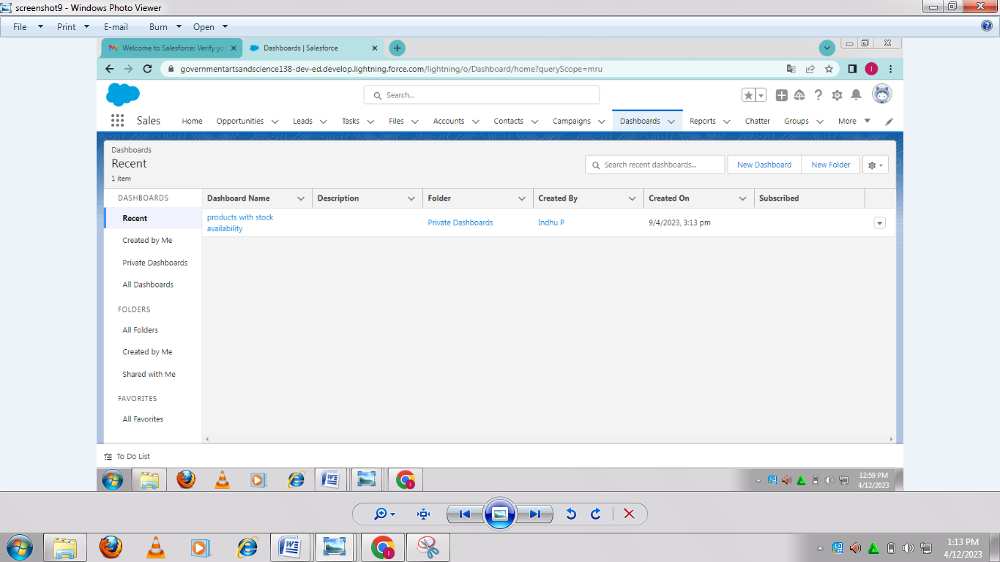 screenshot9 - Windows Photo Viewer
File Print E-mail Burn Open
Welcome to Salesforce: Verify yo
Dashboards | Salesforce
governmentartsandscience138-dev-ed.develop.lightning.force.com/lightning/o/Dashboard/home?queryScope=mru
I
Search...
Sales Home Opportunities Leads Tasks Files Accounts Contacts Campaigns Dashboards Reports Chatter Groups More
Dashboards
Recent
1 item
Search recent dashboards...
New Dashboard
New Folder
DASHBOARDS
Recent
Created by Me
Private Dashboards
All Dashboards
FOLDERS
All Folders
Created by Me
Shared with Me
FAVORITES
All Favorites
Dashboard Name Description Folder Created By Created On Subscribed
products with stock
availability
Private Dashboards Indhu P 9/4/2023, 3:13 pm
To Do List
12:59 PM
4/12/2023
1:13 PM
4/12/2023